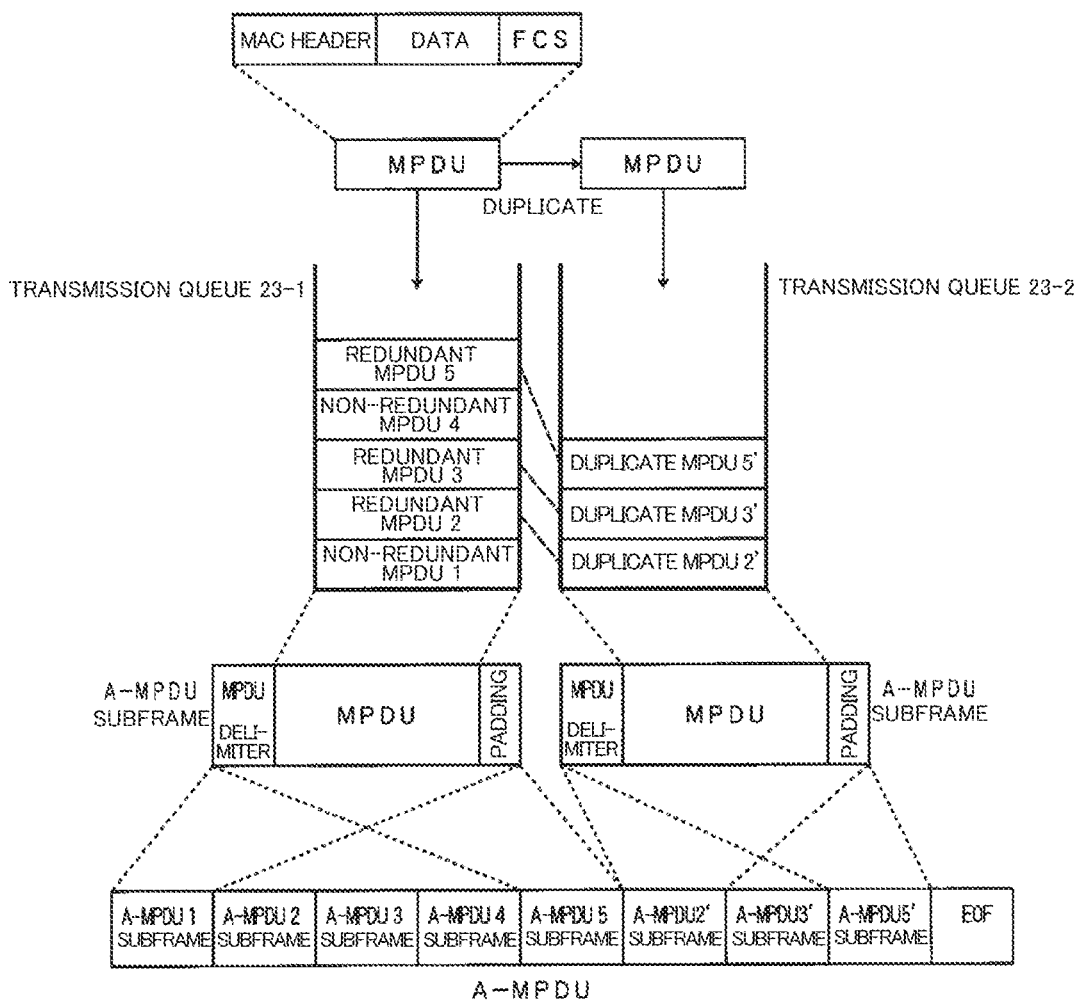 MAC HEADER DATA FCS
MPDU MPDU
DUPLICATE
TRANSMISSION QUEUE 23-1
TRANSMISSION QUEUE 23-2
REDUNDANT
MPDU 5
NON-REDUNDANT
MPDU 4
REDUNDANT
MPDU 3
REDUNDANT
MPDU 2
NON-REDUNDANT
MPDU 1
DUPLICATE MPDU 5'
DUPLICATE MPDU 3'
DUPLICATE MPDU 2'
A-MPDU
SUBFRAME
MPDU
DELI-
MITER
MPDU
PADDING
MPDU
DELI-
MITER
MPDU
PADDING
A-MPDU
SUBFRAME
A-MPDU 1
SUBFRAME
A-MPDU 2
SUBFRAME
A-MPDU 3
SUBFRAME
A-MPDU 4
SUBFRAME
A-MPDU 5
SUBFRAME
A-MPDU2'
SUBFRAME
A-MPDU3'
SUBFRAME
A-MPDU5'
SUBFRAME
EOF
A-MPDU